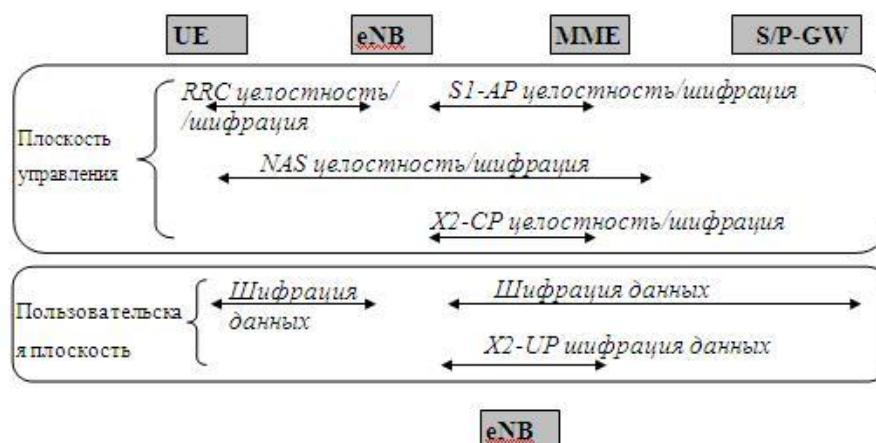 UE eNB MME S/P-GW
RRC целостность/
/шифрация
S1-AP целостность/шифрация
Плоскость
управления
NAS целостность/шифрация
X2-CP целостность/шифрация
Шифрация
данных
Шифрация данных
Пользовательска
я плоскость
X2-UP шифрация данных
eNB